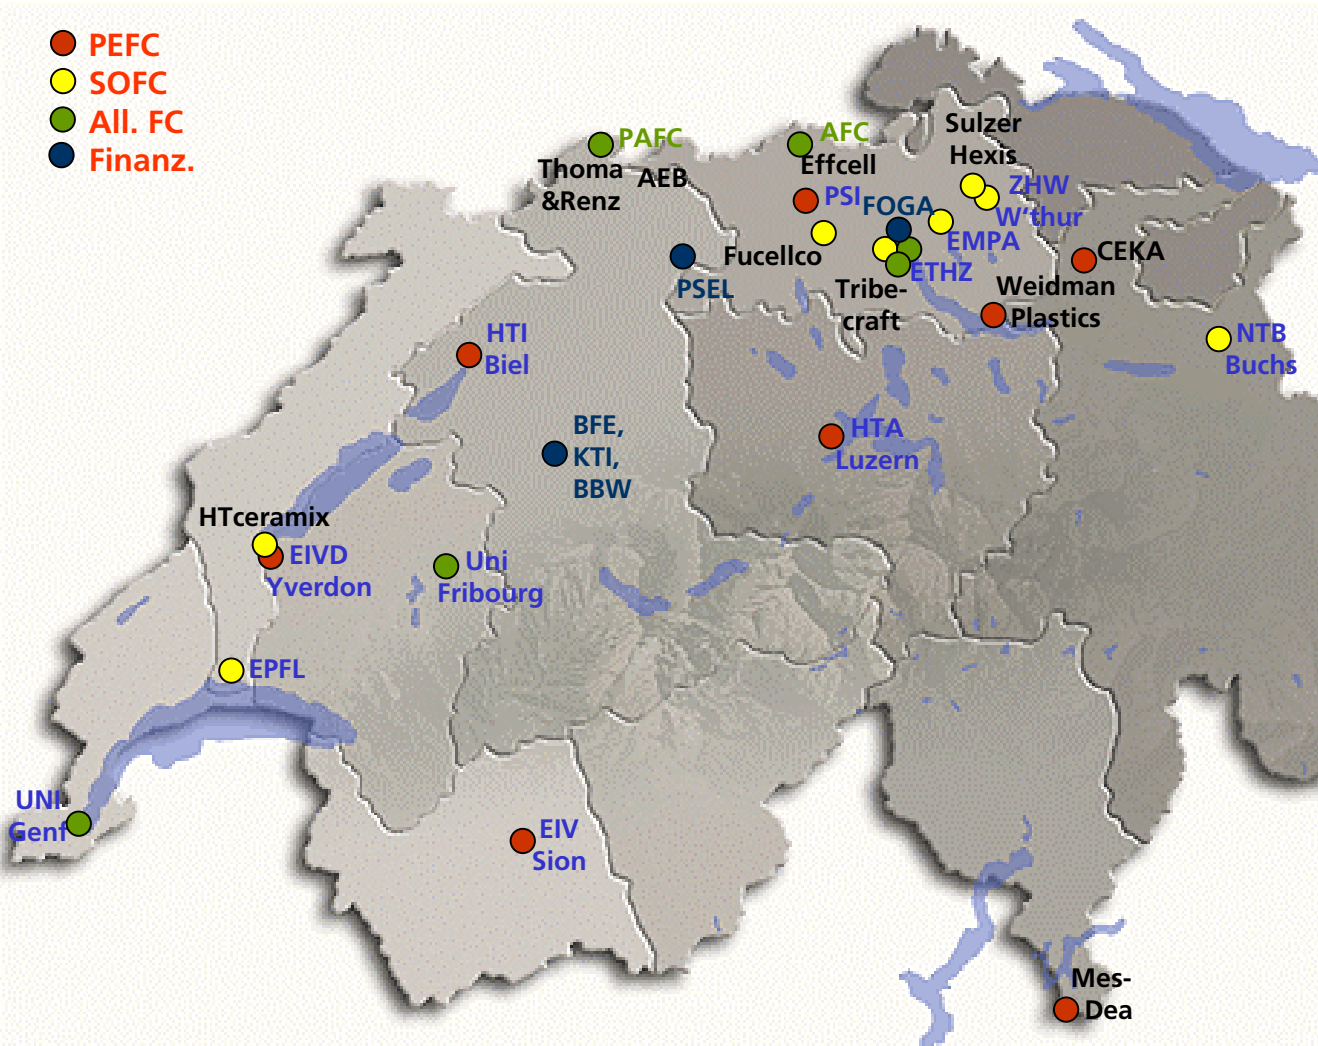 PEFC
SOFC
All. FC
Finanz.
PAFC
Thoma
&Renz
AEB
AFC
Effcell
Sulzer
Hexis
PSI
FOGA
ZHW
W‘thur
EMPA
Fucellco
ETHZ
CEKA
PSEL
Tribe-
craft
Weidman
Plastics
HTI
Biel
NTB
Buchs
BFE,
KTI,
BBW
HTA
Luzern
HTceramix
EIVD
Yverdon
Uni
Fribourg
EPFL
UNI
Genf
EIV
Sion
Mes-
Dea